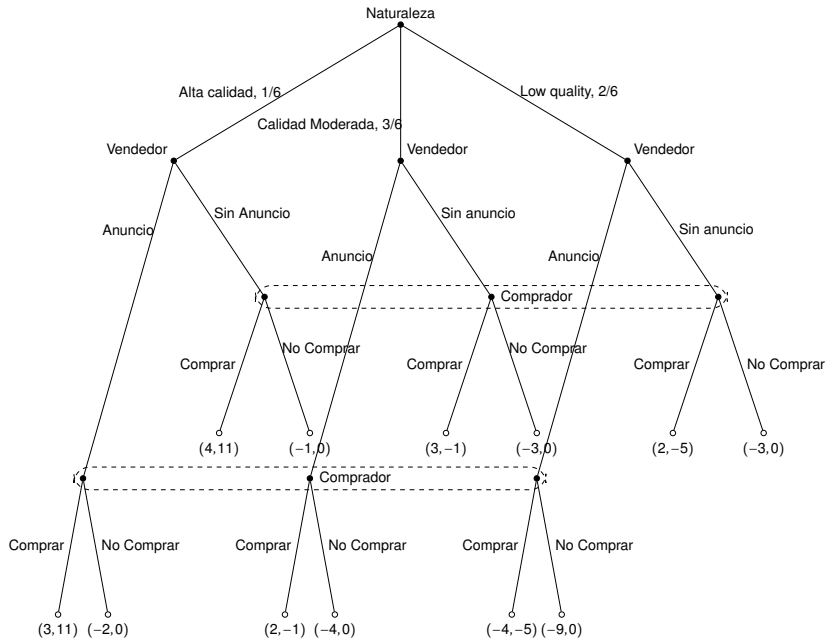 Naturaleza
Alta calidad, 1/6
Low quality, 2/6
Calidad Moderada, 3/6
Vendedor
Vendedor
Vendedor
Anuncio
Sin Anuncio
Anuncio
Sin anuncio
Anuncio
Sin anuncio
Comprador
Comprar
No Comprar
Comprar
No Comprar
Comprar
No Comprar
(4,11)
(−1,0)
(3,−1)
(−3,0)
(2,−5)
(−3,0)
Comprador
Comprar
No Comprar
Comprar
No Comprar
Comprar
No Comprar
(3,11)
(−2,0)
(2,−1)
(−4,0)
(−4,−5)
(−9,0)